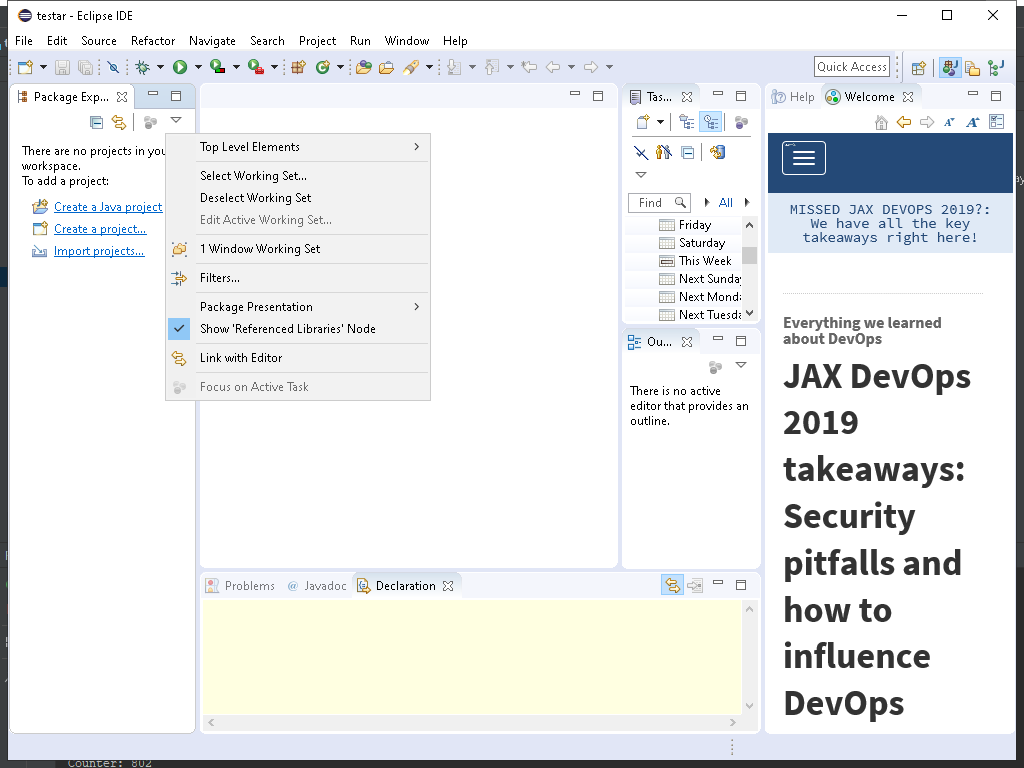 testar - Eclipse IDE
File Edit Source Refactor Navigate Search Project Run Window Help
Quick Access
Package Exp...
There are no projects in you
workspace.
To add a project:
Create a Java project
Create a project...
Import projects...
Top Level Elements
Select Working Set...
Deselect Working Set
Edit Active Working Set...
1 Window Working Set
Filters...
Package Presentation
Show 'Referenced Libraries' Node
Link with Editor
Focus on Active Task
Tas...
Find All
Friday
Saturday
This Week
Next Sunday
Next Mond
Next Tuesda
Ou...
There is no active
editor that provides an
outline.
Problems @ Javadoc Declaration
Help Welcome
MISSED JAX DEVOPS 2019?:
We have all the key
takeaways right here!
Everything we learned
about DevOps
JAX DevOps
2019
takeaways:
Security
pitfalls and
how to
influence
DevOps
Counter: 802